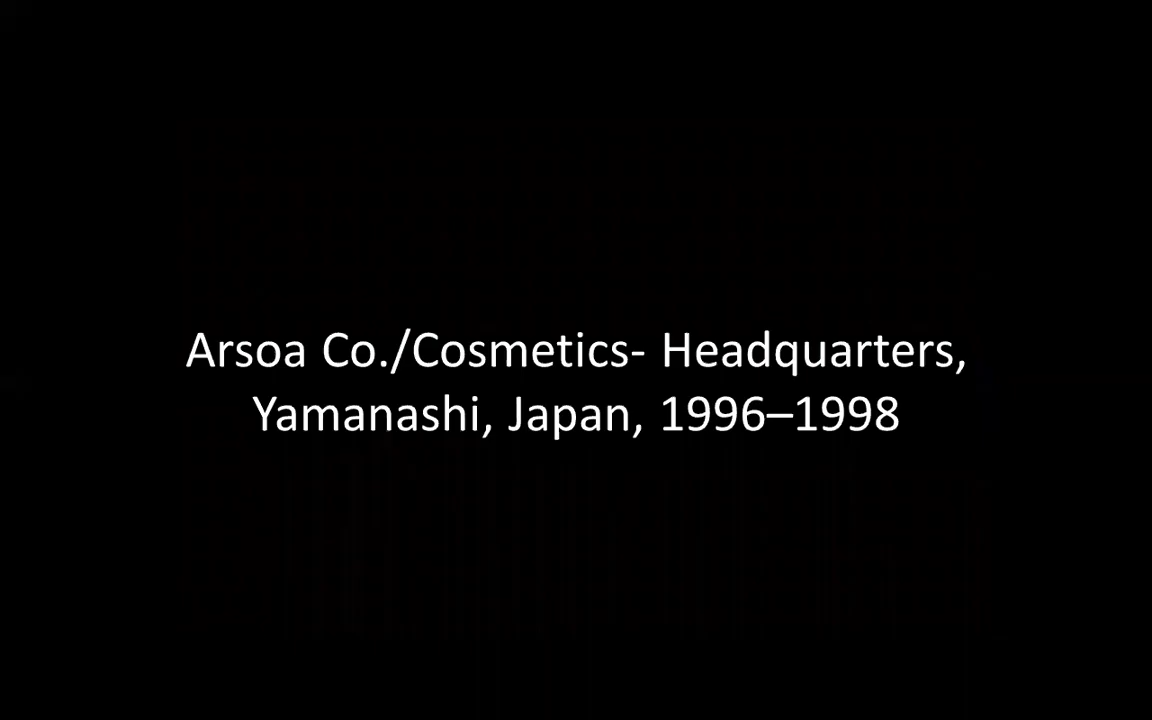 Arsoa Co./Cosmetics- Headquarters,
Yamanashi, Japan, 1996–1998